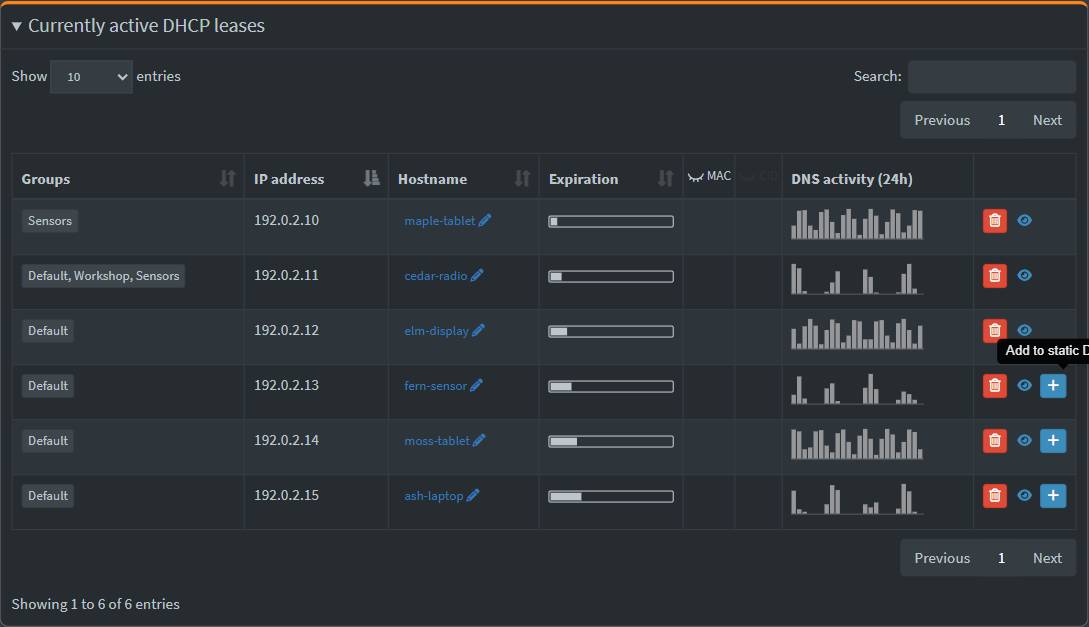 Currently active DHCP leases
Show 10 entries
Search:
Previous 1 Next
Groups IP address Hostname Expiration MAC DNS activity (24h)
Sensors 192.0.2.10 maple-tablet
Default, Workshop, Sensors 192.0.2.11 cedar-radio
Default 192.0.2.12 elm-display
Add to static D
Default 192.0.2.13 fern-sensor
Default 192.0.2.14 moss-tablet
Default 192.0.2.15 ash-laptop
Previous 1 Next
Showing 1 to 6 of 6 entries